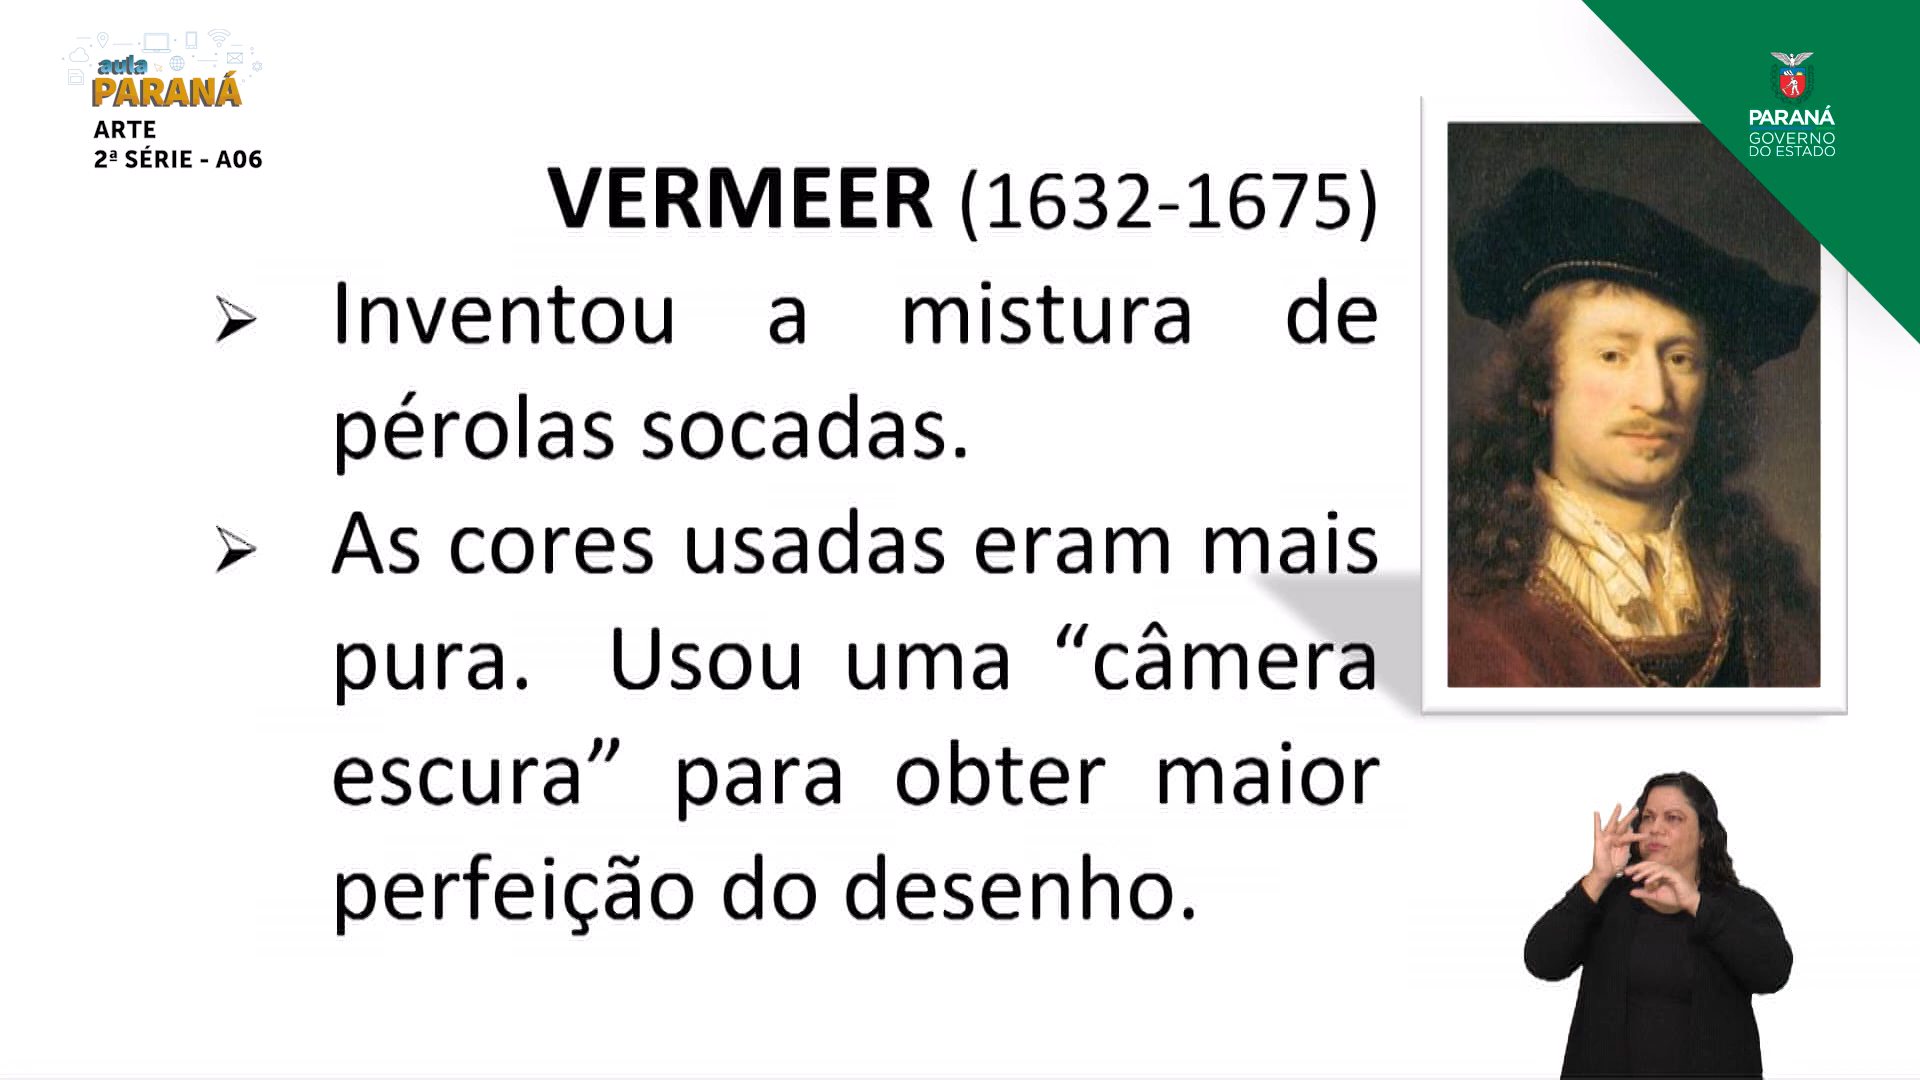 aula
PARANÁ
ARTE
2ª SÉRIE - A06
PARANÁ
GOVERNO
DO ESTADO
VERMEER (1632-1675)
➢ Inventou a mistura de
pérolas socadas.
➢ As cores usadas eram mais
pura. Usou uma “câmera
escura” para obter maior
perfeição do desenho.